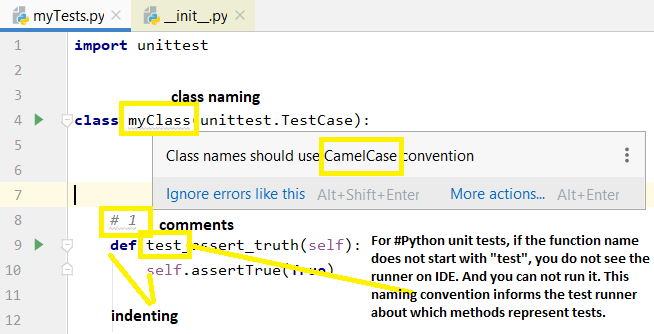 myTests.py × __init__.py ×
1 import unittest
2
3 class naming
4 class myClass(unittest.TestCase):
5 Class names should use CamelCase convention
6 Ignore errors like this Alt+Shift+Enter More actions... Alt+Enter
7
8 # 1 comments
9 def test_assert_truth(self):
10 self.assertTrue(True)
11
12 indenting
For #Python unit tests, if the function name
does not start with "test", you do not see the
runner on IDE. And you can not run it. This
naming convention informs the test runner
about which methods represent tests.